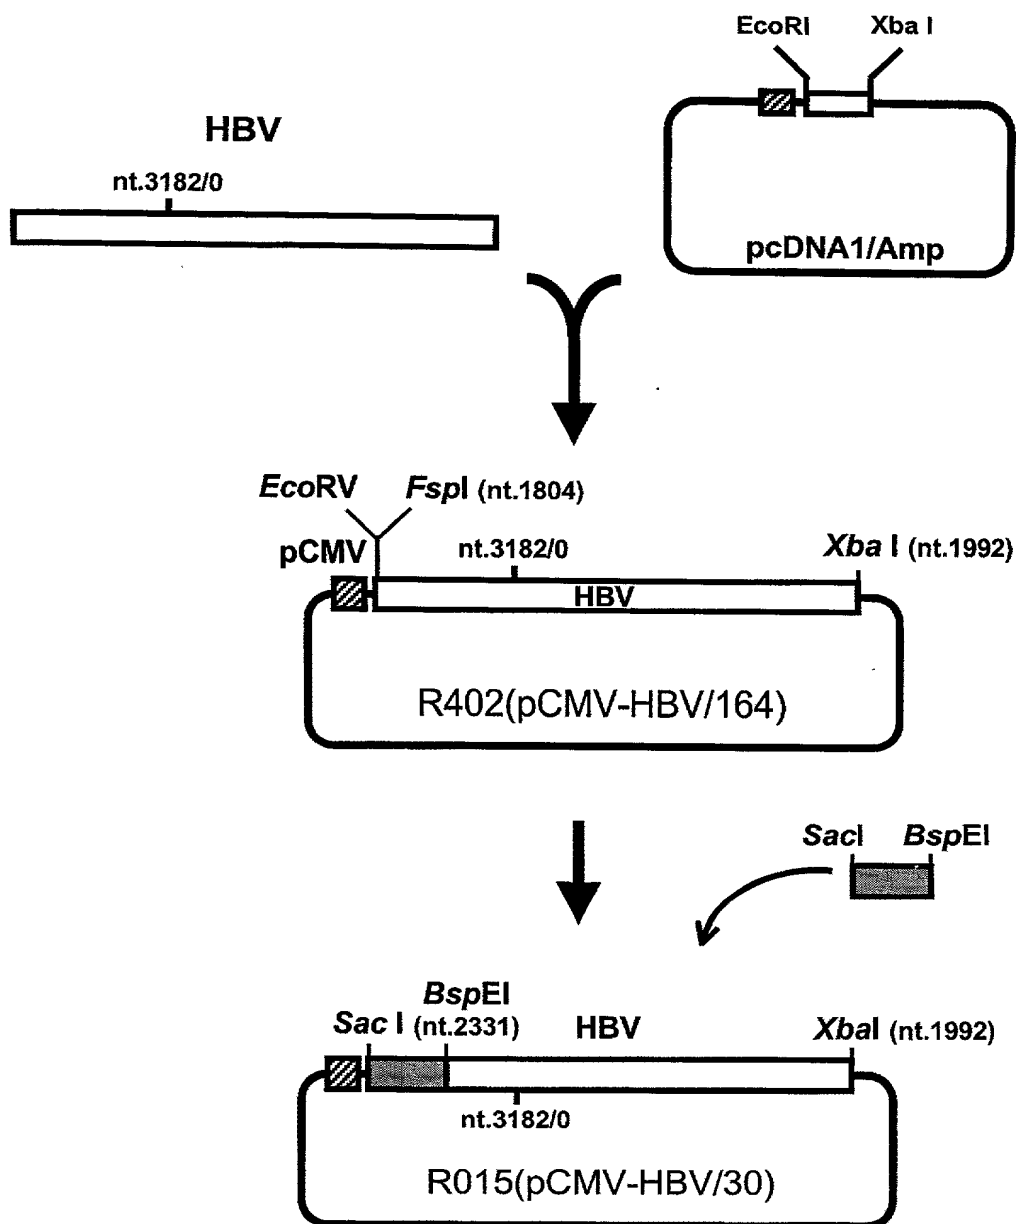 EcoRI Xba I
HBV
nt.3182/0
pcDNA1/Amp
EcoRV FspI (nt.1804)
pCMV nt.3182/0 Xba I (nt.1992)
HBV
R402(pCMV-HBV/164)
SacI BspEI
BspEI
Sac I (nt.2331) HBV XbaI (nt.1992)
nt.3182/0
R015(pCMV-HBV/30)